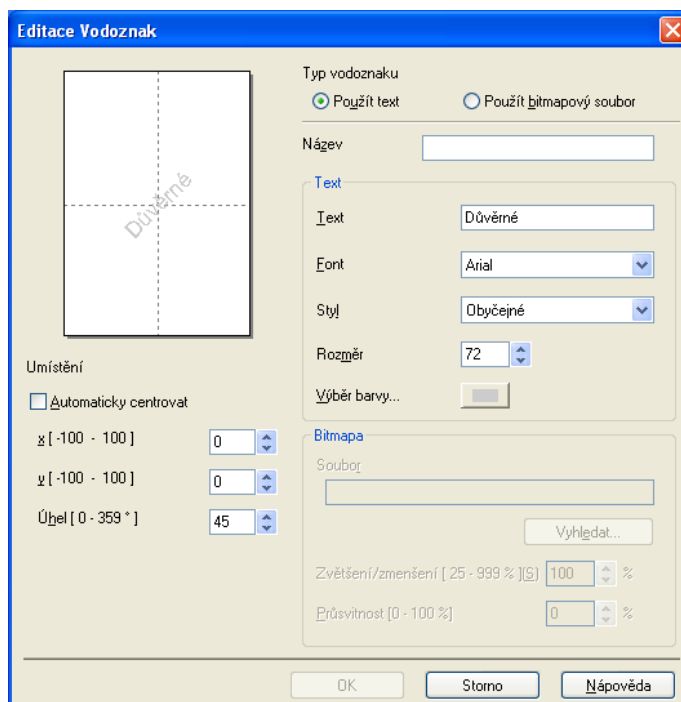 Editace Vodoznak
Typ vodoznaku
Použít text
Použít bitmapový soubor
Název
Text
Text
Důvěrné
Font
Arial
Styl
Obyčejné
Rozměr
72
Výběr barvy...
Důvěrné
Umístění
Automaticky centrovat
x [ -100 - 100 ]
0
y [ -100 - 100 ]
0
Úhel [ 0 - 359 ° ]
45
Bitmapa
Soubor
Vyhledat...
Zvětšení/zmenšení [ 25 - 999 % ](S)
100
%
Průsvitnost [0 - 100 %]
0
%
OK
Storno
Nápověda